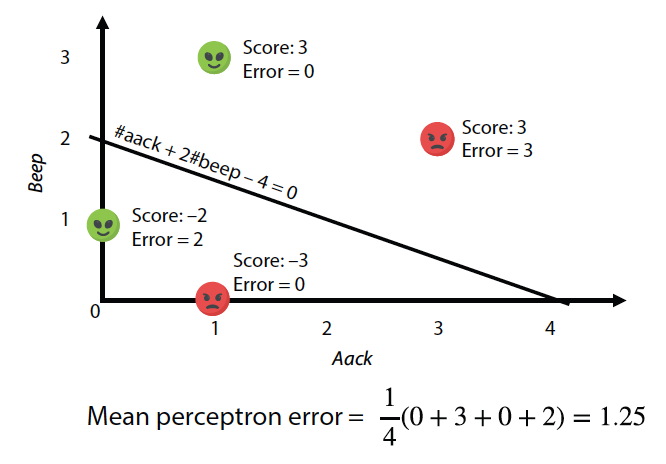 3
Score: 3
Error = 0
2
#aack + 2#beep – 4 = 0
Score: 3
Error = 3
Beep
1
Score: –2
Error = 2
Score: –3
Error = 0
0
1
2
3
4
Aack
Mean perceptron error = 1/4(0 + 3 + 0 + 2) = 1.25